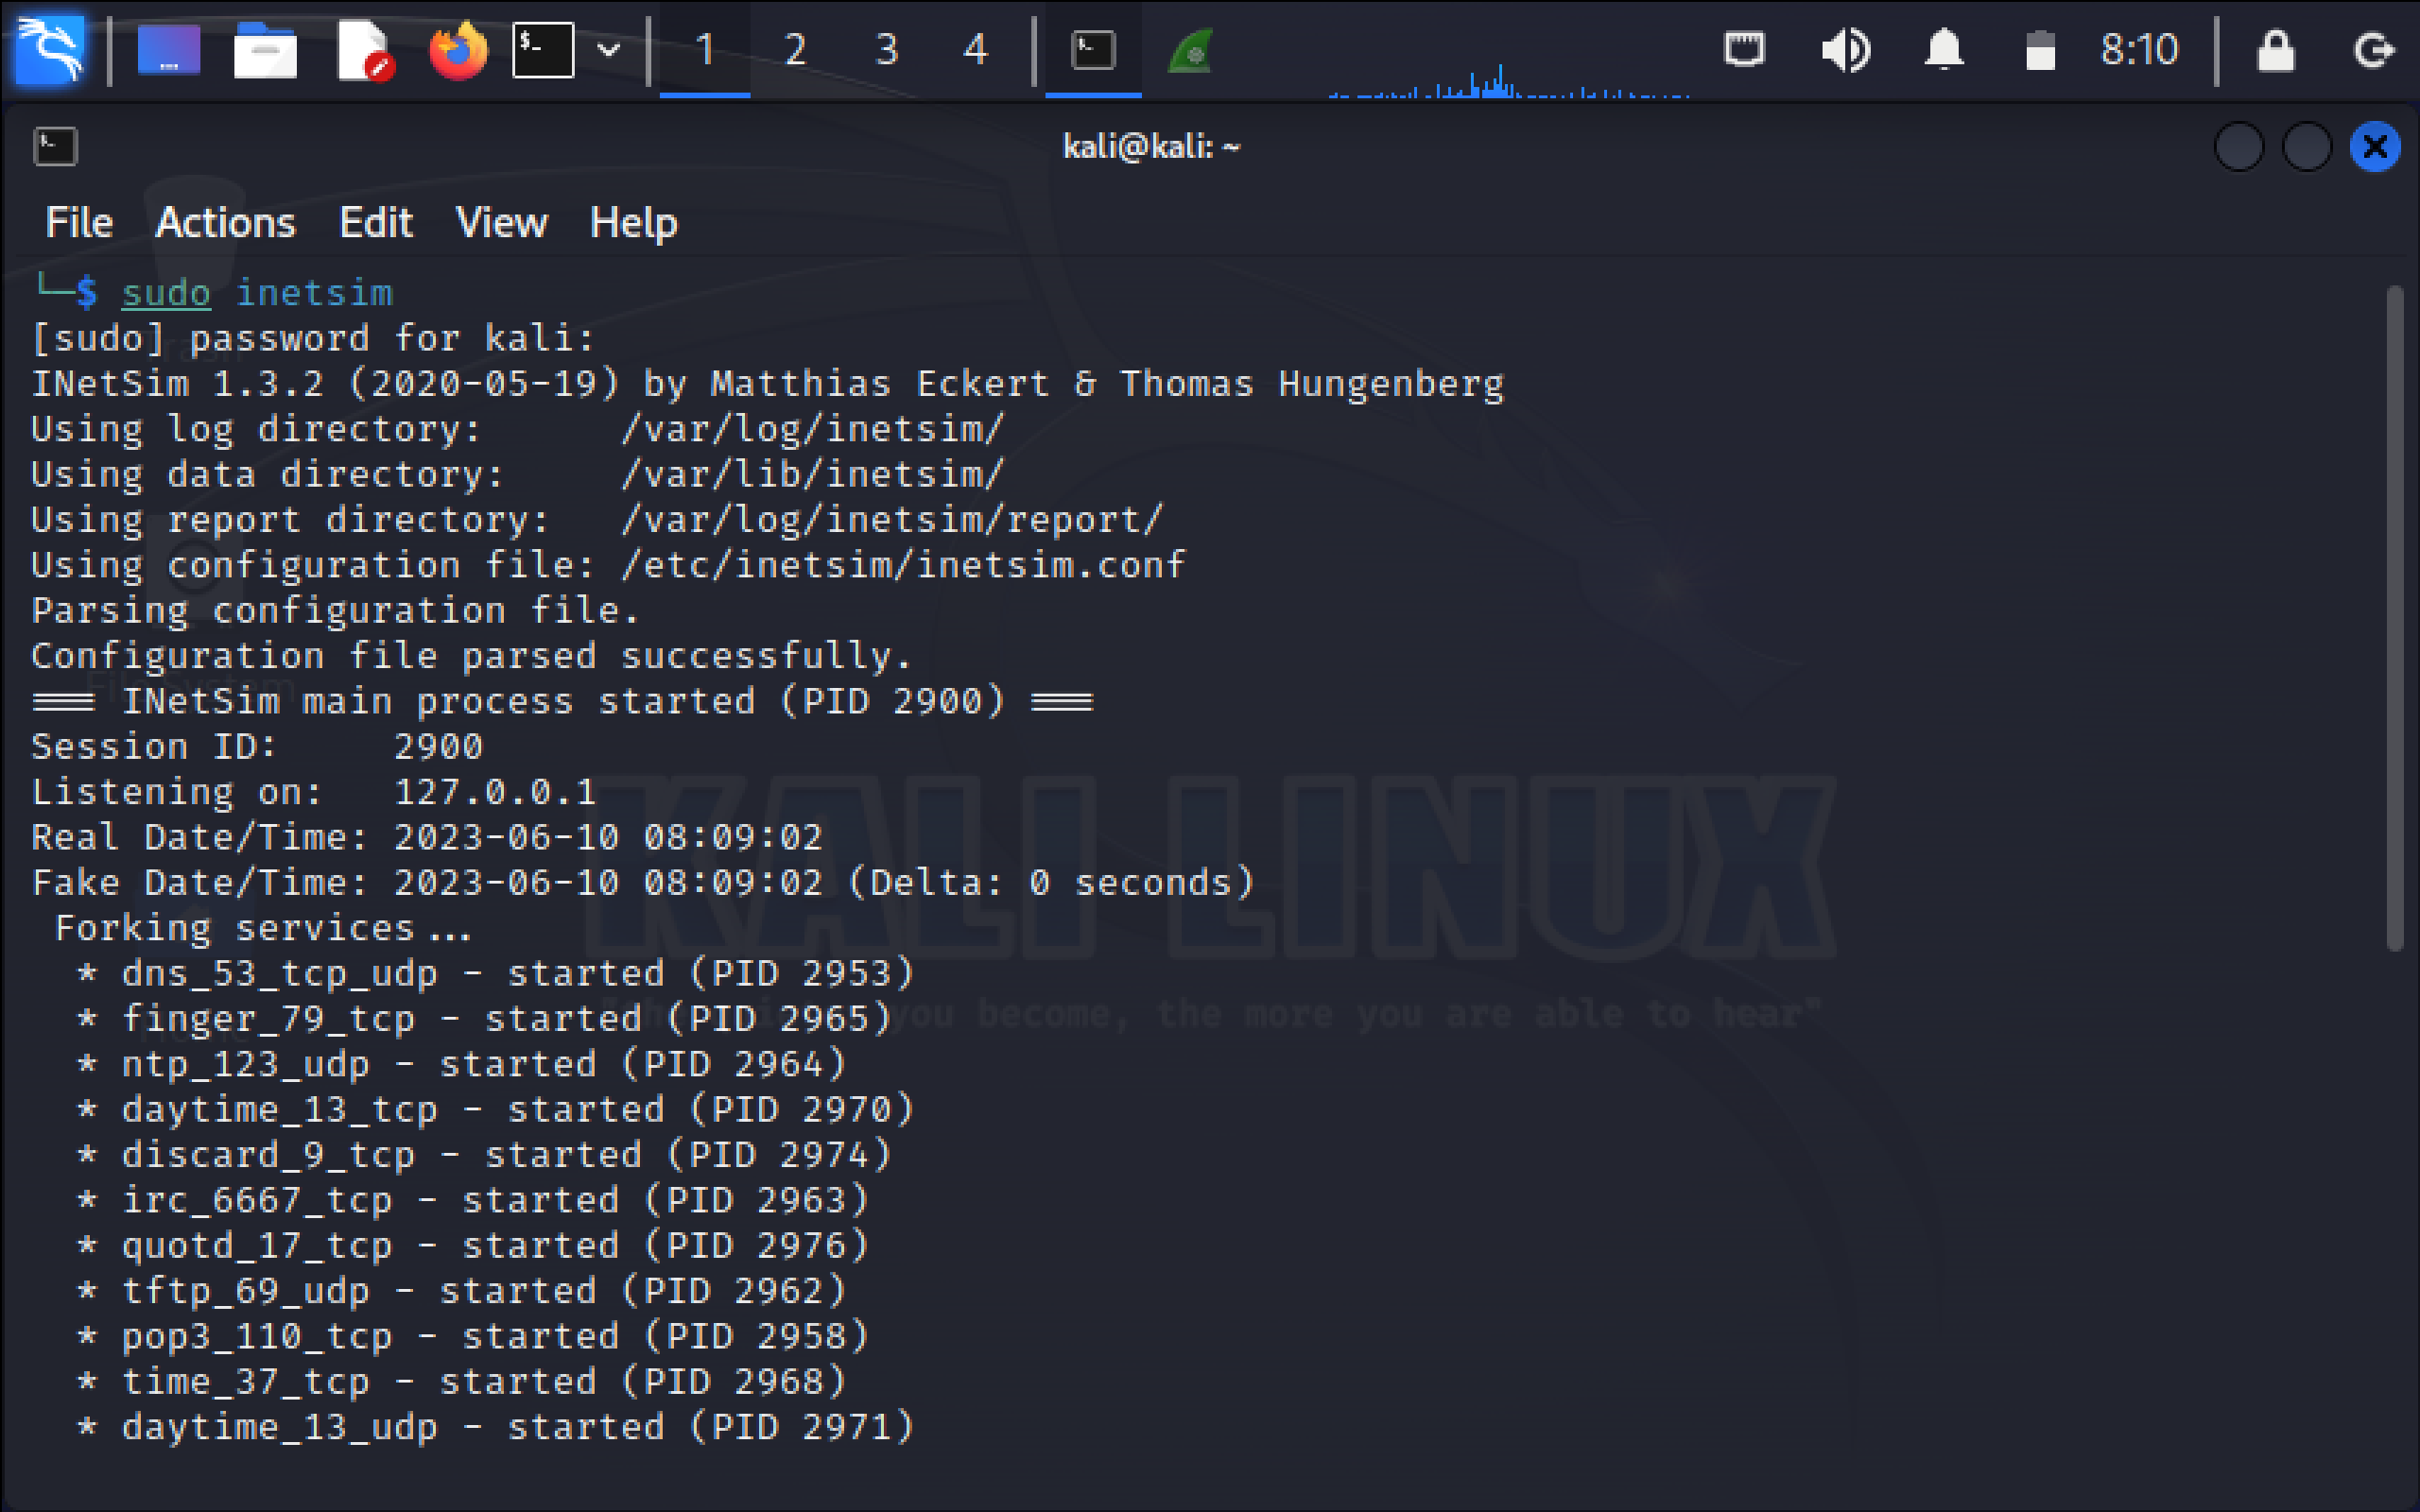 1 2 3 4 8:10
kali@kali: ~
File Actions Edit View Help
└─$ sudo inetsim
[sudo] password for kali:
INetSim 1.3.2 (2020-05-19) by Matthias Eckert & Thomas Hungenberg
Using log directory:      /var/log/inetsim/
Using data directory:     /var/lib/inetsim/
Using report directory:   /var/log/inetsim/report/
Using configuration file: /etc/inetsim/inetsim.conf
Parsing configuration file.
Configuration file parsed successfully.
=== INetSim main process started (PID 2900) ===
Session ID:     2900
Listening on:   127.0.0.1
Real Date/Time: 2023-06-10 08:09:02
Fake Date/Time: 2023-06-10 08:09:02 (Delta: 0 seconds)
 Forking services...
  * dns_53_tcp_udp - started (PID 2953)
  * finger_79_tcp - started (PID 2965)
  * ntp_123_udp - started (PID 2964)
  * daytime_13_tcp - started (PID 2970)
  * discard_9_tcp - started (PID 2974)
  * irc_6667_tcp - started (PID 2963)
  * quotd_17_tcp - started (PID 2976)
  * tftp_69_udp - started (PID 2962)
  * pop3_110_tcp - started (PID 2958)
  * time_37_tcp - started (PID 2968)
  * daytime_13_udp - started (PID 2971)
Trash
File System
Home
KALI LINUX
you become, the more you are able to hear"